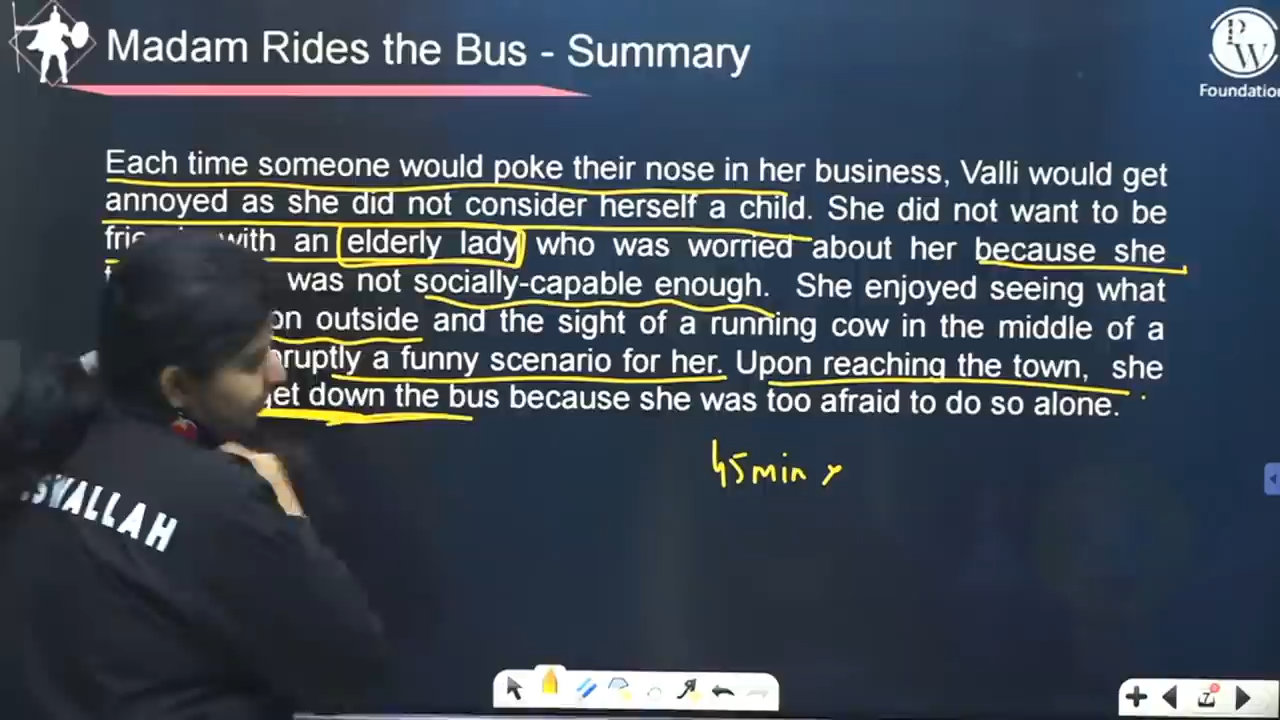 Madam Rides the Bus - Summary
PW
Foundation
Each time someone would poke their nose in her business, Valli would get
annoyed as she did not consider herself a child. She did not want to be
with an elderly lady who was worried about her because she
was not socially-capable enough. She enjoyed seeing what
on outside and the sight of a running cow in the middle of a
a funny scenario for her. Upon reaching the town, she
get down the bus because she was too afraid to do so alone.
45min
SWALLAH